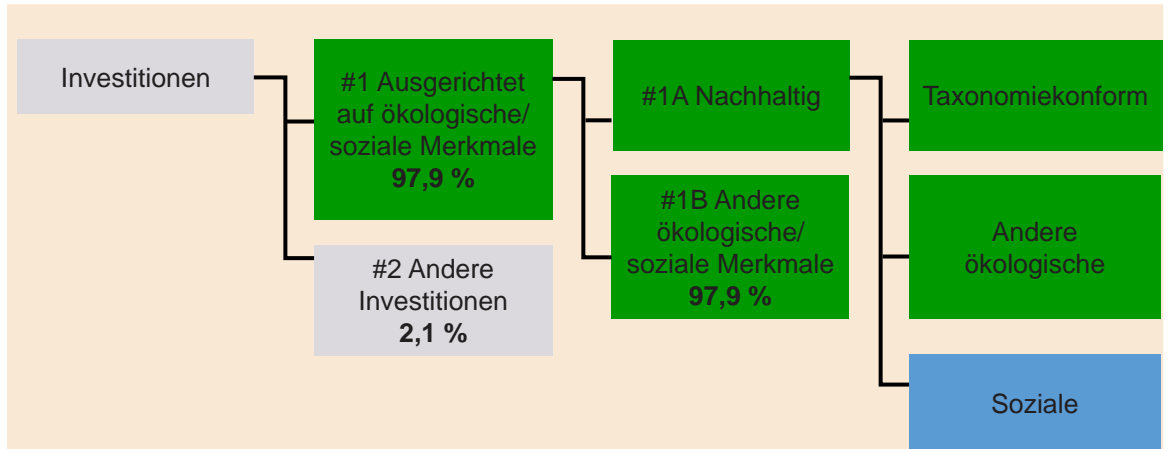 Investitionen
#1 Ausgerichtet
auf ökologische/
soziale Merkmale
97,9 %
#2 Andere
Investitionen
2,1 %
#1A Nachhaltig
#1B Andere
ökologische/
soziale Merkmale
97,9 %
Taxonomiekonform
Andere
ökologische
Soziale